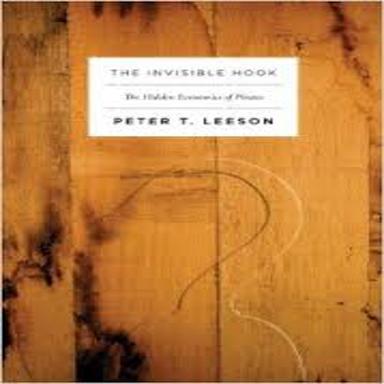 THE INVISIBLE HOOK
The Hidden Economics of Pirates
PETER T. LEESON